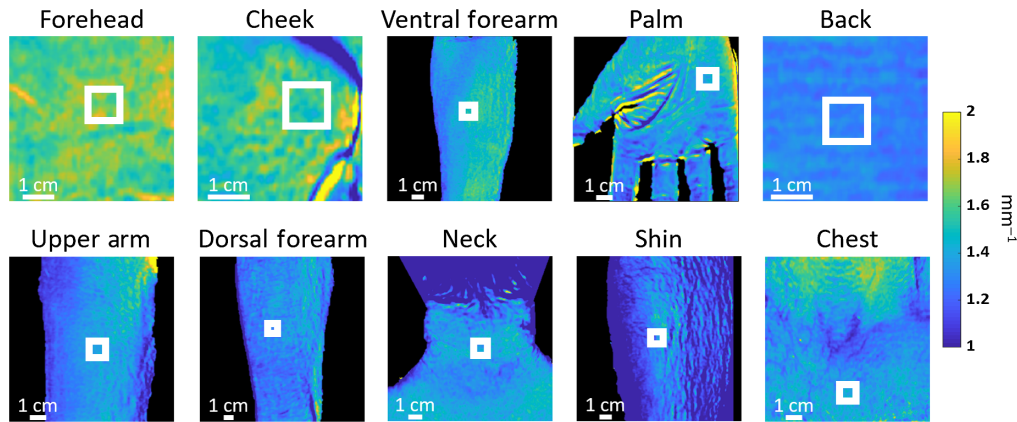 Forehead Cheek Ventral forearm Palm Back
1 cm 1 cm 1 cm 1 cm 1 cm
Upper arm Dorsal forearm Neck Shin Chest
1 cm 1 cm 1 cm 1 cm 1 cm
2
1.8
1.6
1.4
1.2
1
mm⁻¹